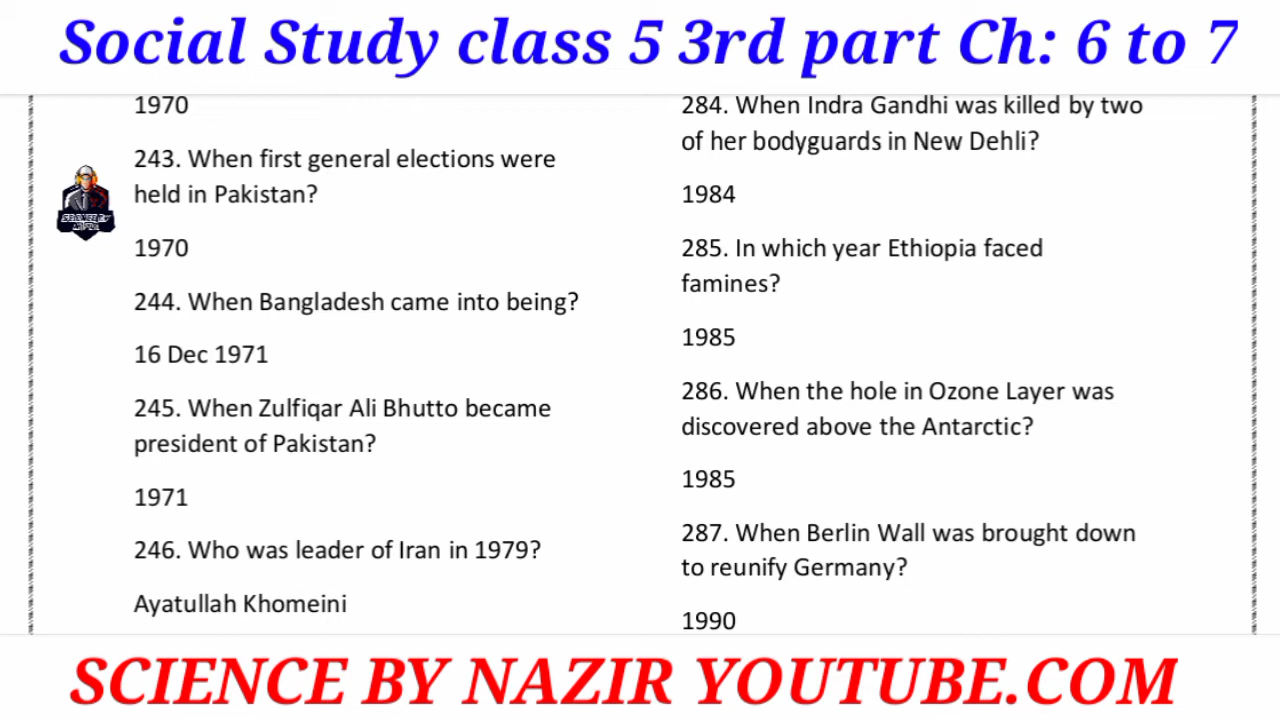 Social Study class 5 3rd part Ch: 6 to 7
1970
243. When first general elections were
held in Pakistan?
1970
244. When Bangladesh came into being?
16 Dec 1971
245. When Zulfiqar Ali Bhutto became
president of Pakistan?
1971
246. Who was leader of Iran in 1979?
Ayatullah Khomeini
284. When Indra Gandhi was killed by two
of her bodyguards in New Dehli?
1984
285. In which year Ethiopia faced
famines?
1985
286. When the hole in Ozone Layer was
discovered above the Antarctic?
1985
287. When Berlin Wall was brought down
to reunify Germany?
1990
SCIENCE BY NAZIR YOUTUBE.COM